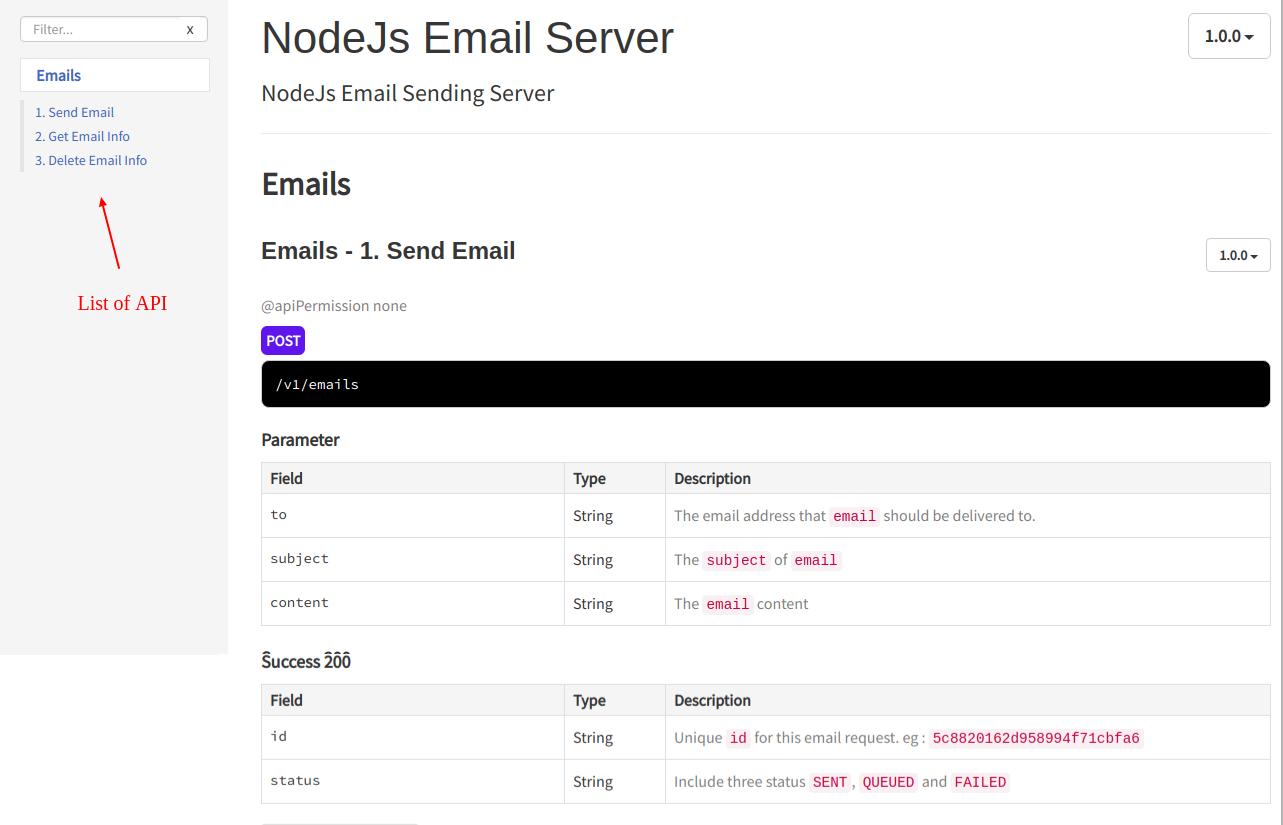 Filter... x
Emails
1. Send Email
2. Get Email Info
3. Delete Email Info
List of API
NodeJs Email Server
1.0.0
NodeJs Email Sending Server
Emails
Emails - 1. Send Email
1.0.0
@apiPermission none
POST
/v1/emails
Parameter
Field Type Description
to String The email address that email should be delivered to.
subject String The subject of email
content String The email content
Ŝuccess 2̂0̂0̂
Field Type Description
id String Unique id for this email request. eg : 5c8820162d958994f71cbfa6
status String Include three status SENT , QUEUED and FAILED